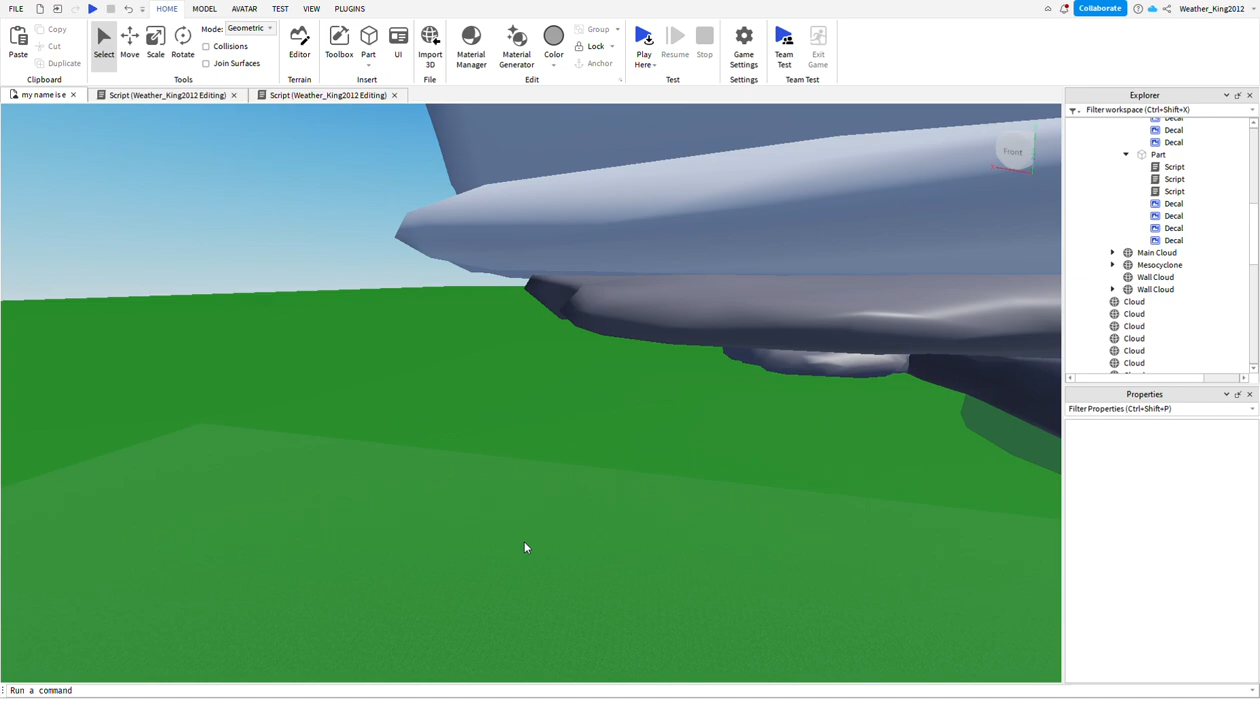 FILE HOME MODEL AVATAR TEST VIEW PLUGINS Collaborate Weather_King2012
Paste Copy Cut Duplicate Select Move Scale Rotate Mode: Geometric Collisions Join Surfaces Editor Toolbox Part UI Import 3D Material Manager Material Generator Color Group Lock Anchor Play Here Resume Stop Game Settings Team Test Exit Game
Clipboard Tools Terrain Insert File Edit Test Settings Team Test
my name is e Script (Weather_King2012 Editing) Script (Weather_King2012 Editing)
Explorer
Filter workspace (Ctrl+Shift+X)
Decal
Decal
Decal
Part
Script
Script
Script
Decal
Decal
Decal
Decal
Main Cloud
Mesocyclone
Wall Cloud
Wall Cloud
Cloud
Cloud
Cloud
Cloud
Cloud
Cloud
Front
Properties
Filter Properties (Ctrl+Shift+P)
Run a command